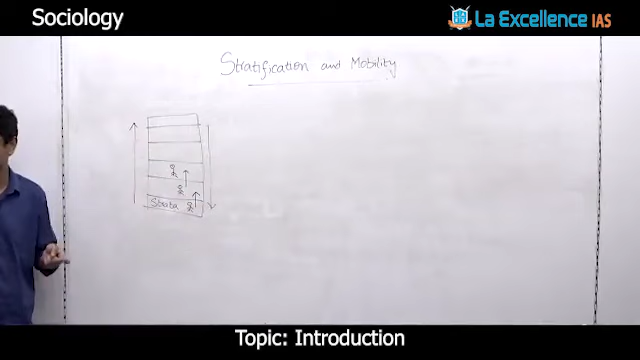 Sociology
La Excellence IAS
Stratification and Mobility
Strata
Topic: Introduction